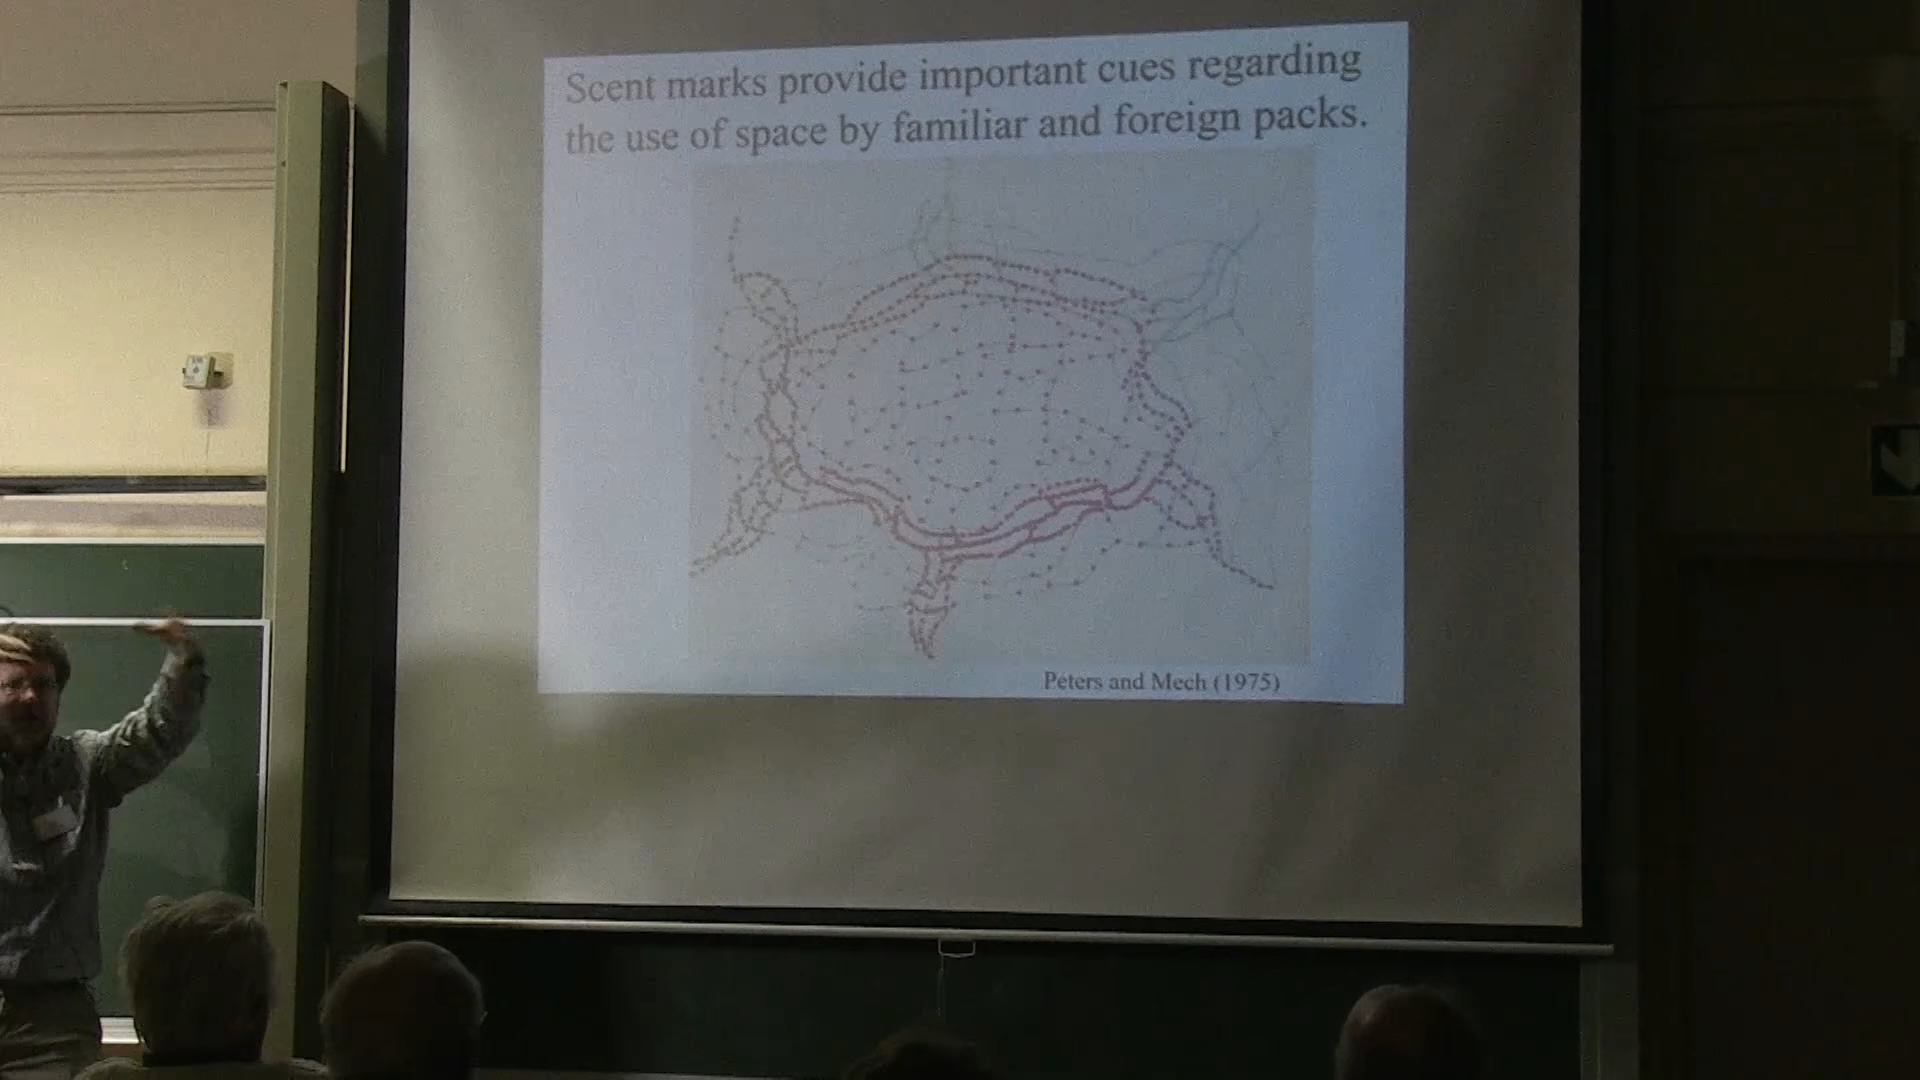 Scent marks provide important cues regarding
the use of space by familiar and foreign packs.
Peters and Mech (1975)